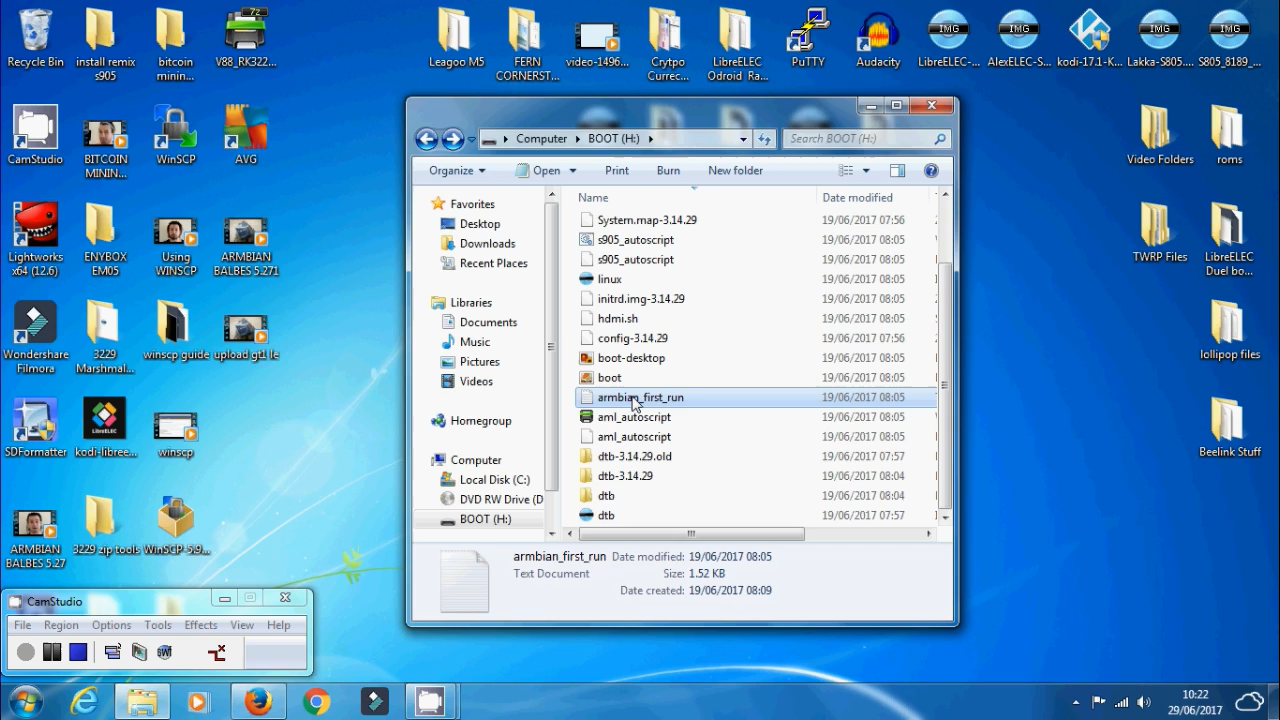 Recycle Bin
install remix s905
bitcoin minin...
7Z
V88_RK322...
Leagoo M5
FERN CORNERST...
video-1496...
Crytpo Currec...
LibreELEC Odroid_Ra...
PuTTY
Audacity
IMG
LibreELEC-...
IMG
AlexELEC-S...
kodi-17.1-K...
IMG
Lakka-S805....
IMG
S805_8189_...
CamStudio
BITCOIN MININ...
WinSCP
AVG
Video Folders
roms
Lightworks x64 (12.6)
ENYBOX EM05
Using WINSCP
ARMBIAN BALBES 5.271
TWRP Files
LibreELEC Duel bo...
Wondershare Filmora
3229 Marshmal...
winscp guide
upload gt1 le
lollipop files
SDFormatter
LibreELEC
kodi-libree...
winscp
Beelink Stuff
ARMBIAN BALBES 5.27
3229 zip tools
WinSCP-5.9...
Computer
BOOT (H:)
Search BOOT (H:)
Organize
Open
Print
Burn
New folder
Name
Date modified
Favorites
Desktop
Downloads
Recent Places
Libraries
Documents
Music
Pictures
Videos
Homegroup
Computer
Local Disk (C:)
DVD RW Drive (D
BOOT (H:)
System.map-3.14.29 19/06/2017 07:56
s905_autoscript 19/06/2017 08:05
s905_autoscript 19/06/2017 08:05
linux 19/06/2017 08:05
initrd.img-3.14.29 19/06/2017 08:05
hdmi.sh 19/06/2017 08:05
config-3.14.29 19/06/2017 07:56
boot-desktop 19/06/2017 08:05
boot 19/06/2017 08:05
armbian_first_run 19/06/2017 08:05
aml_autoscript 19/06/2017 08:05
aml_autoscript 19/06/2017 08:05
dtb-3.14.29.old 19/06/2017 07:57
dtb-3.14.29 19/06/2017 08:04
dtb 19/06/2017 08:04
dtb 19/06/2017 07:57
armbian_first_run Date modified: 19/06/2017 08:05
Text Document Size: 1.52 KB
Date created: 19/06/2017 08:09
CamStudio
File Region Options Tools Effects View Help
SWF
10:22
29/06/2017